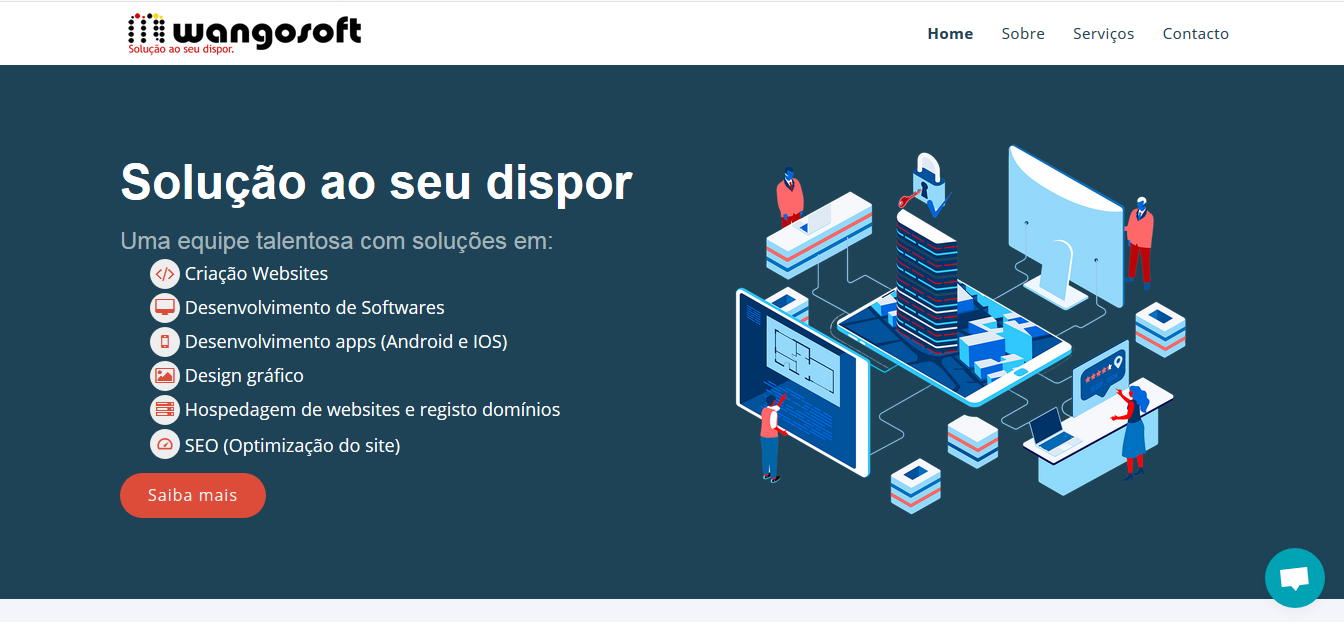 wangosoft
Solução ao seu dispor.
Home
Sobre
Serviços
Contacto
Solução ao seu dispor
Uma equipe talentosa com soluções em:
Criação Websites
Desenvolvimento de Softwares
Desenvolvimento apps (Android e IOS)
Design gráfico
Hospedagem de websites e registo domínios
SEO (Optimização do site)
Saiba mais